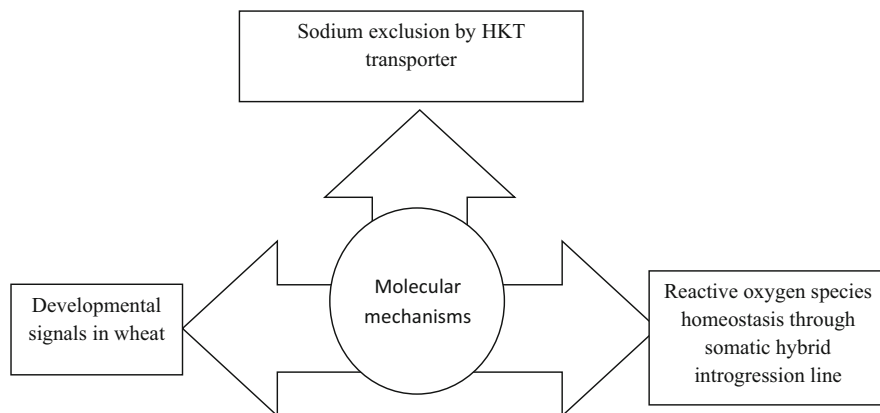 Sodium exclusion by HKT
transporter
Developmental
signals in wheat
Molecular
mechanisms
Reactive oxygen species
homeostasis through
somatic hybrid
introgression line